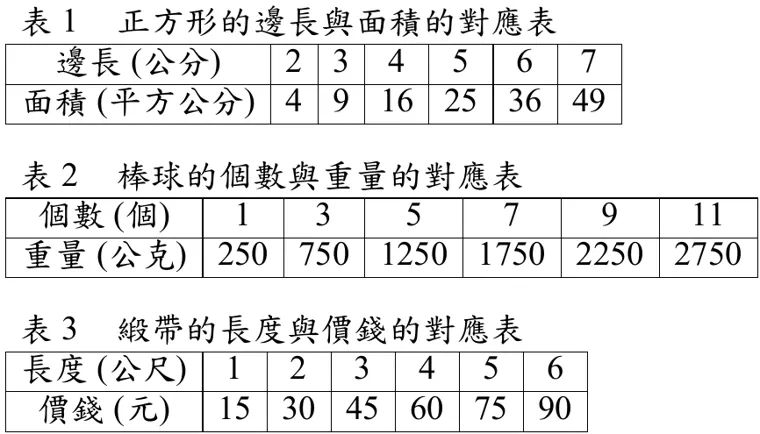 表 1 正方形的邊長與面積的對應表
邊長 (公分) 2 3 4 5 6 7
面積 (平方公分) 4 9 16 25 36 49
表 2 棒球的個數與重量的對應表
個數 (個) 1 3 5 7 9 11
重量 (公克) 250 750 1250 1750 2250 2750
表 3 緞帶的長度與價錢的對應表
長度 (公尺) 1 2 3 4 5 6
價錢 (元) 15 30 45 60 75 90